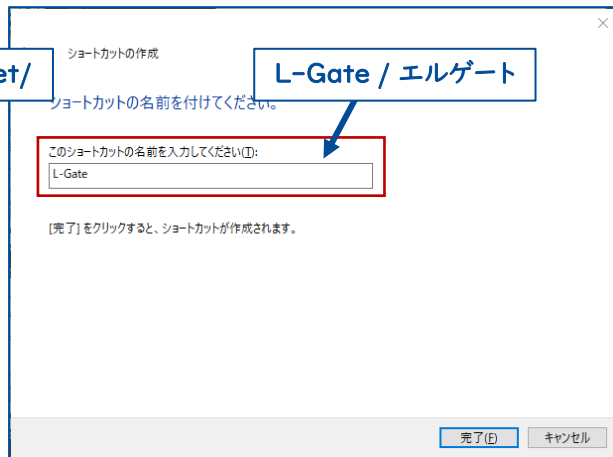 ショートカットの作成
et/
L-Gate / エルゲート
ショートカットの名前を付けてください。
このショートカットの名前を入力してください(T):
L-Gate
[完了] をクリックすると、ショートカットが作成されます。
完了(F)
キャンセル